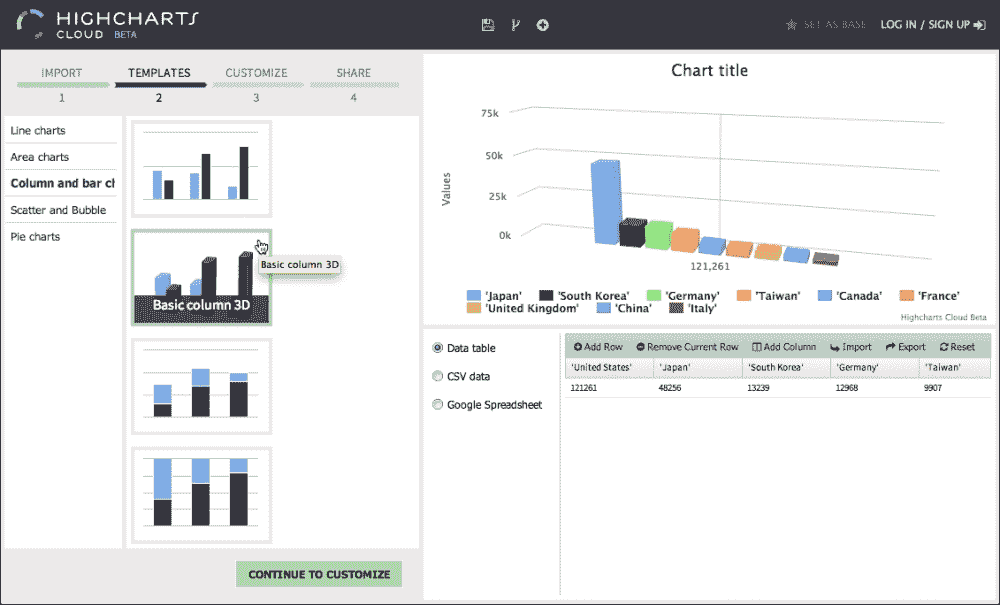 HIGHCHARTS
CLOUD BETA
SET AS BASE
LOG IN / SIGN UP
IMPORT
TEMPLATES
CUSTOMIZE
SHARE
1
2
3
4
Line charts
Area charts
Column and bar ch
Scatter and Bubble
Pie charts
Basic column 3D
Basic column 3D
CONTINUE TO CUSTOMIZE
Chart title
Values
75k
50k
25k
0k
121,261
'Japan' 'South Korea' 'Germany' 'Taiwan' 'Canada' 'France'
'United Kingdom' 'China' 'Italy'
Highcharts Cloud Beta
Data table
CSV data
Google Spreadsheet
Add Row Remove Current Row Add Column Import Export Reset
'United States' 'Japan' 'South Korea' 'Germany' 'Taiwan'
121261 48256 13239 12968 9907